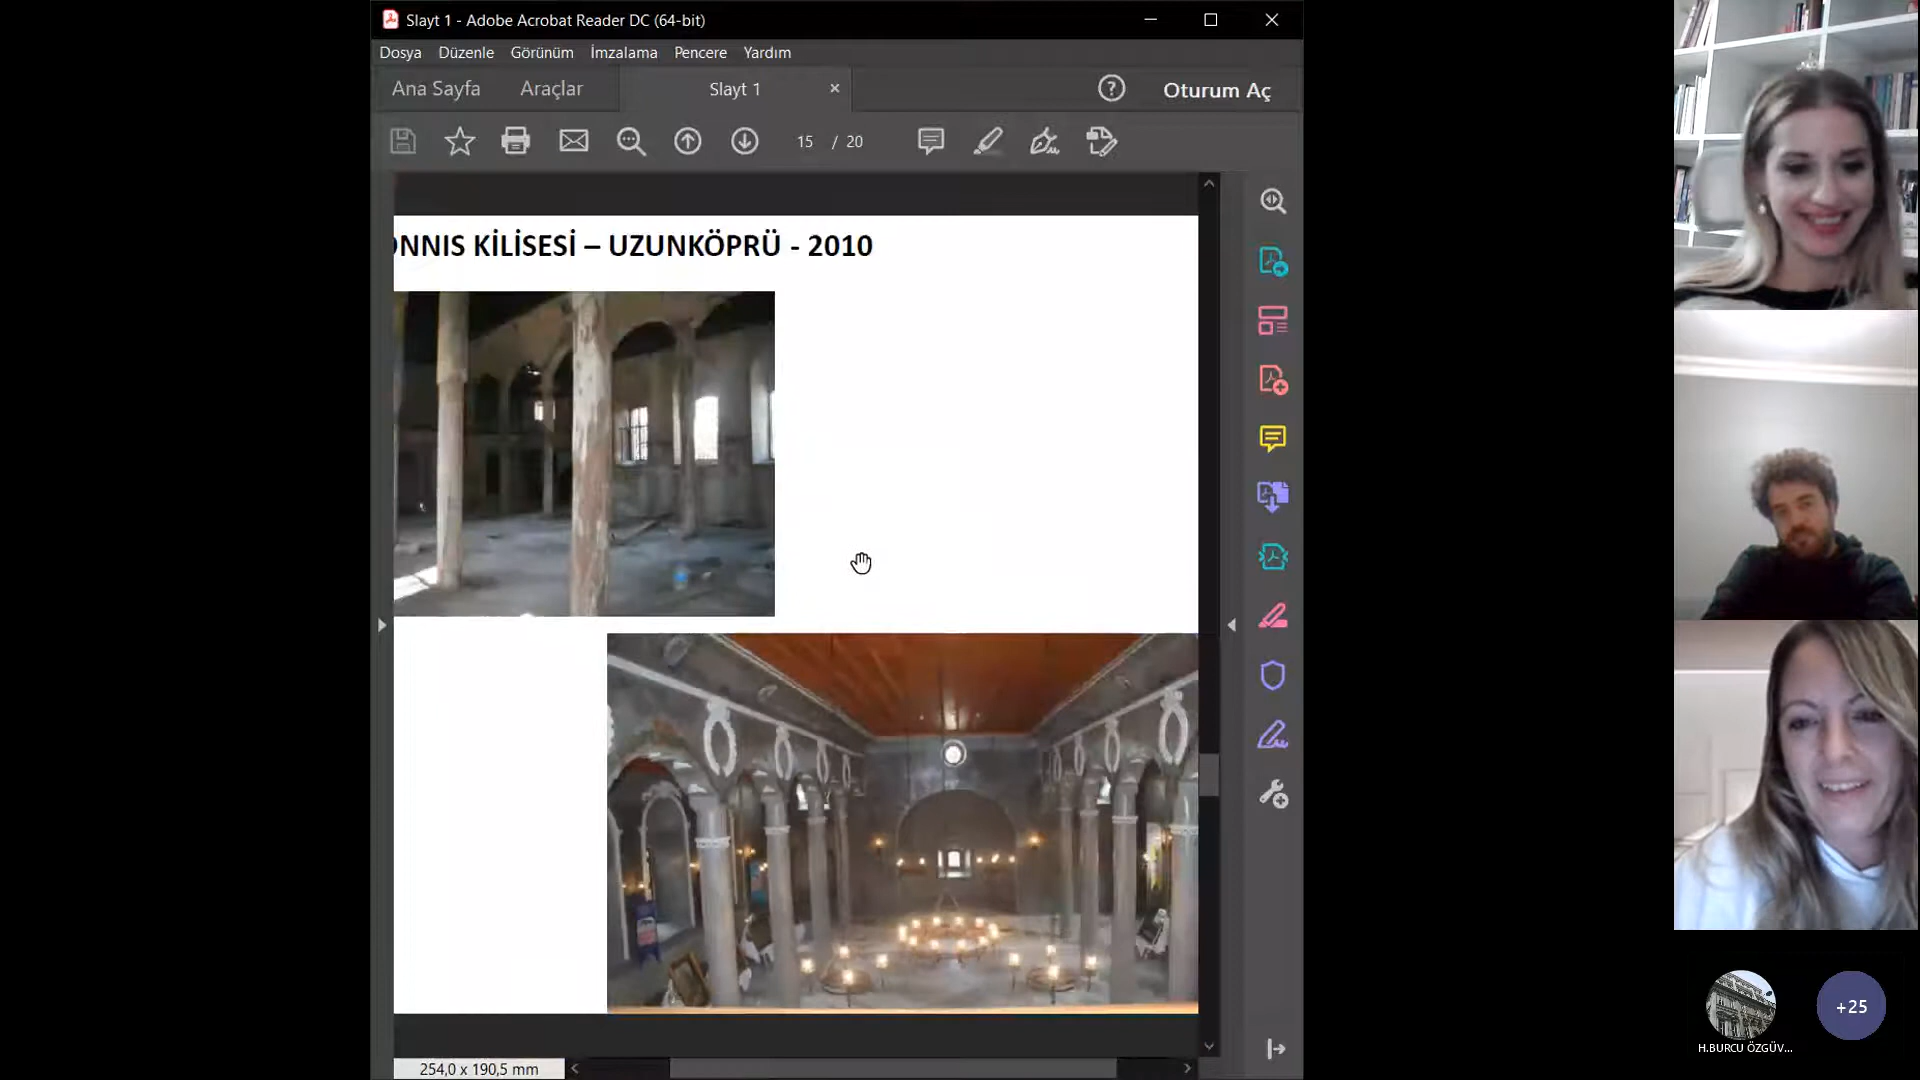 Slayt 1 - Adobe Acrobat Reader DC (64-bit)
Dosya Düzenle Görünüm İmzalama Pencere Yardım
Ana Sayfa Araçlar Slayt 1 Oturum Aç
15 / 20
ONNIS KİLİSESİ – UZUNKÖPRÜ - 2010
254,0 x 190,5 mm
+25
H.BURCU ÖZGÜV...